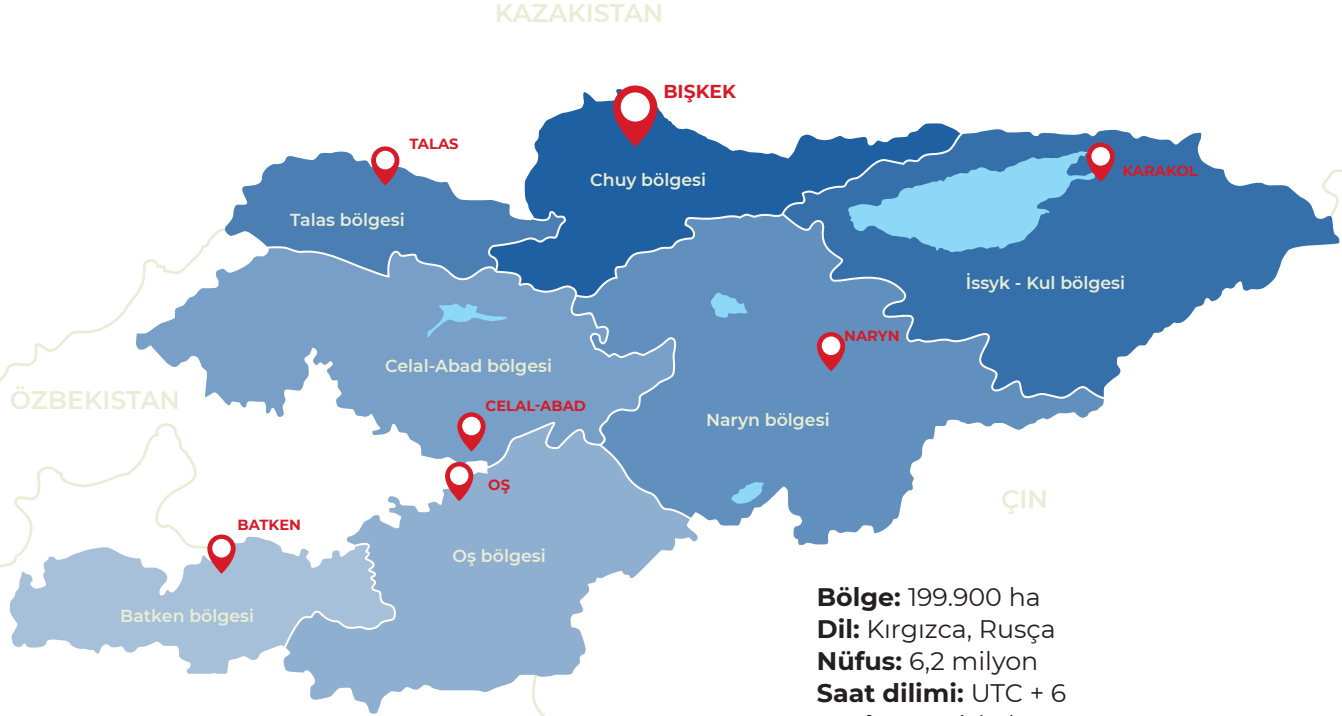 KAZAKISTAN
BIŞKEK
TALAS
Chuy bölgesi
KARAKOL
Talas bölgesi
İssyk - Kul bölgesi
NARYN
Celal-Abad bölgesi
ÖZBEKISTAN
CELAL-ABAD
Naryn bölgesi
OŞ
ÇIN
BATKEN
Oş bölgesi
Batken bölgesi
Bölge: 199.900 ha
Dil: Kırgızca, Rusça
Nüfus: 6,2 milyon
Saat dilimi: UTC + 6